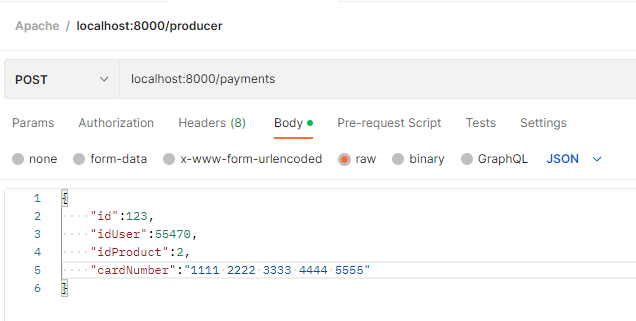 Apache / localhost:8000/producer
POST localhost:8000/payments
Params Authorization Headers (8) Body Pre-request Script Tests Settings
none form-data x-www-form-urlencoded raw binary GraphQL JSON
1 {
2 "id":123,
3 "idUser":55470,
4 "idProduct":2,
5 "cardNumber":"1111 2222 3333 4444 5555"
6 }